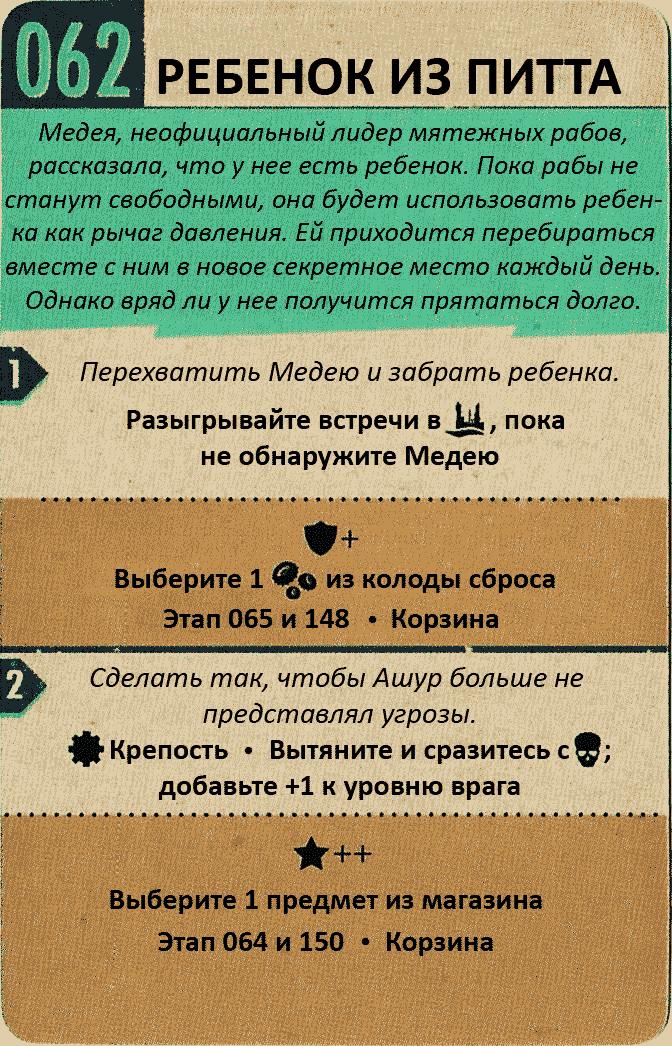 062 РЕБЕНОК ИЗ ПИТТА
Медея, неофициальный лидер мятежных рабов,
рассказала, что у нее есть ребенок. Пока рабы не
станут свободными, она будет использовать ребен-
ка как рычаг давления. Ей приходится перебираться
вместе с ним в новое секретное место каждый день.
Однако вряд ли у нее получится прятаться долго.
1 Перехватить Медею и забрать ребенка.
Разыгрывайте встречи в , пока
не обнаружите Медею
+
Выберите 1 из колоды сброса
Этап 065 и 148 • Корзина
2 Сделать так, чтобы Ашур больше не
представлял угрозы.
Крепость • Вытяните и сразитесь с ;
добавьте +1 к уровню врага
++
Выберите 1 предмет из магазина
Этап 064 и 150 • Корзина